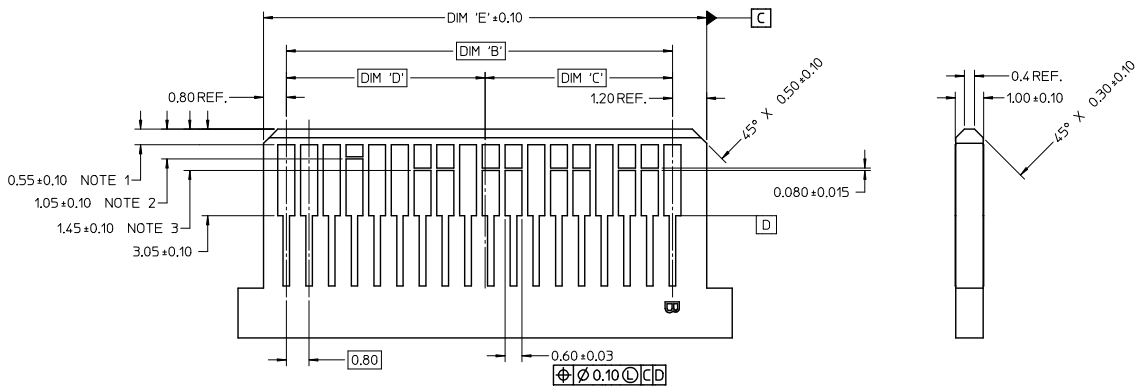 DIM 'E' ±0.10
C
DIM 'B'
DIM 'D'
DIM 'C'
0.80 REF.
1.20 REF.
45° X 0.50±0.10
0.4 REF.
1.00±0.10
45° X 0.30±0.10
0.55±0.10 NOTE 1
1.05±0.10 NOTE 2
1.45±0.10 NOTE 3
3.05±0.10
0.080±0.015
D
B
0.80
0.60±0.03
⌖ Ø 0.10 Ⓛ C D